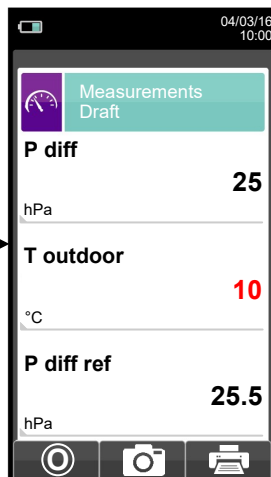 04/03/16
10:00
Measurements
Draft
P diff
25
hPa
T outdoor
10
°C
P diff ref
25.5
hPa